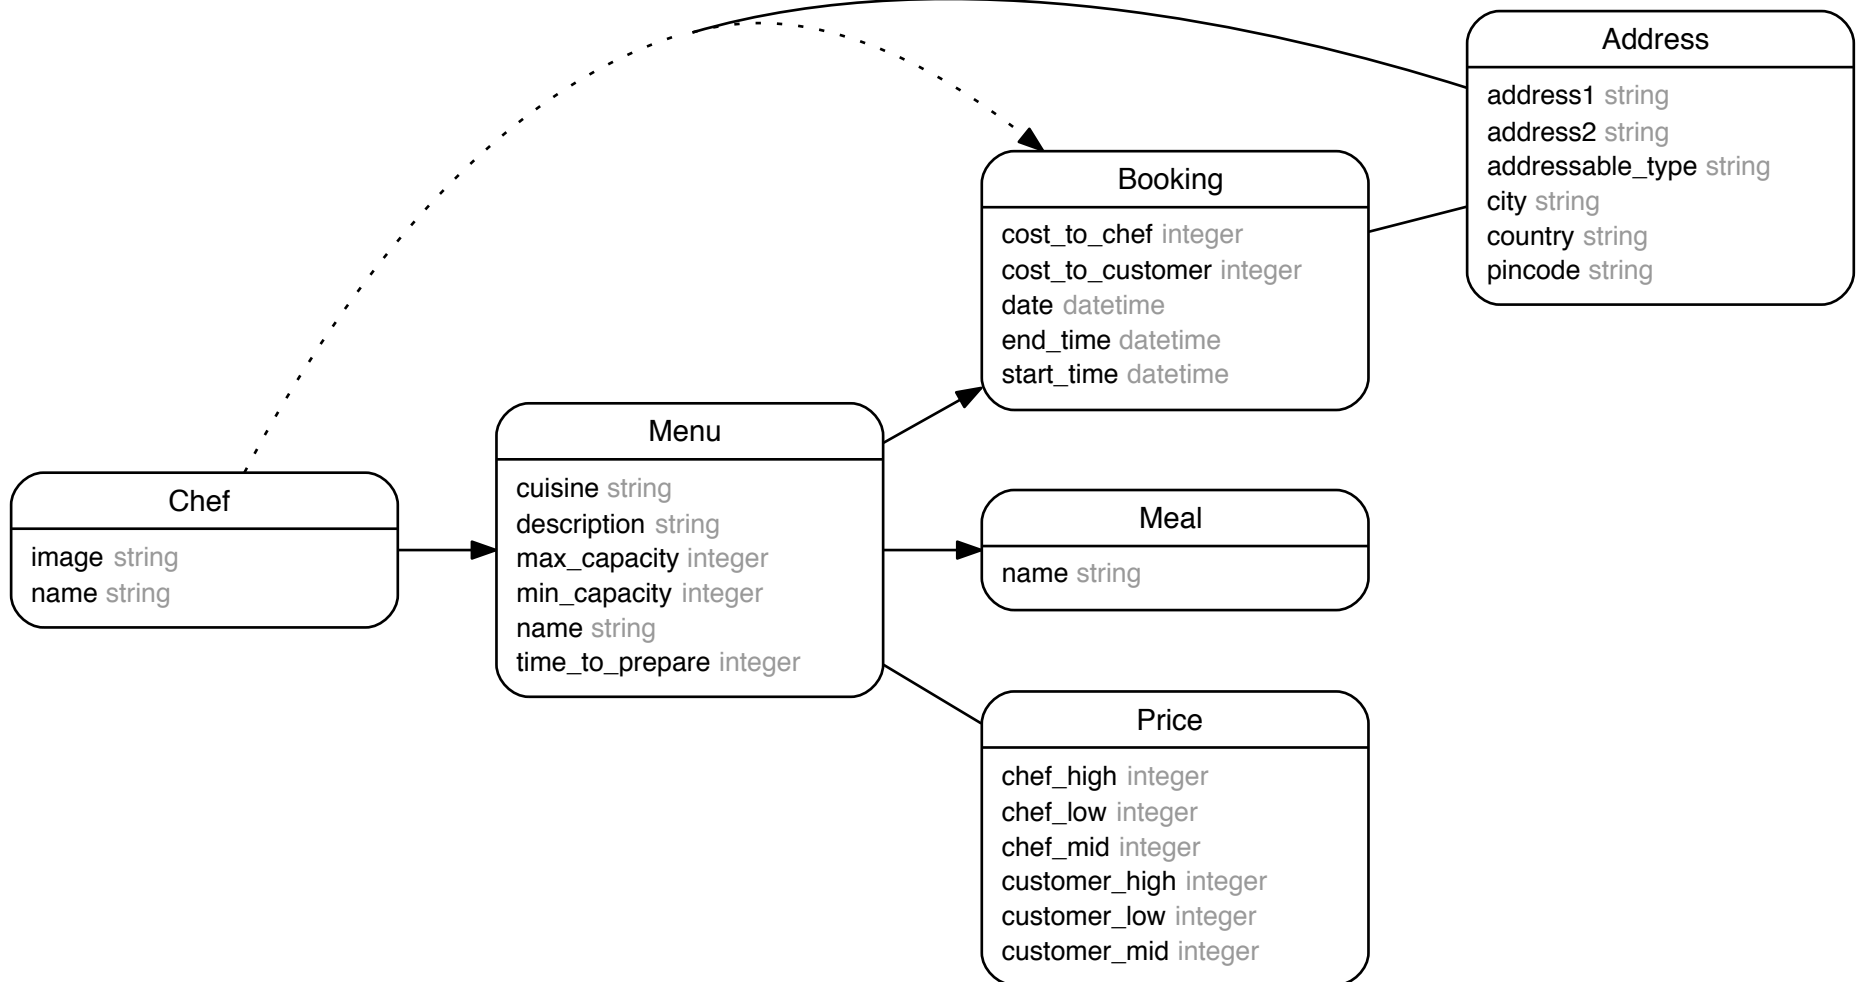 Chef
image string
name string
Menu
cuisine string
description string
max_capacity integer
min_capacity integer
name string
time_to_prepare integer
Booking
cost_to_chef integer
cost_to_customer integer
date datetime
end_time datetime
start_time datetime
Meal
name string
Price
chef_high integer
chef_low integer
chef_mid integer
customer_high integer
customer_low integer
customer_mid integer
Address
address1 string
address2 string
addressable_type string
city string
country string
pincode string